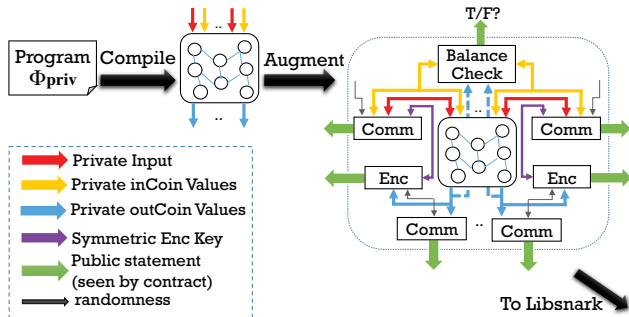 T/F?
Program
Φpriv
Compile
..
Augment
Balance
Check
..
Comm
Comm
..
Enc
Enc
Comm
..
Comm
Private Input
Private inCoin Values
Private outCoin Values
Symmetric Enc Key
Public statement
(seen by contract)
randomness
To Libsnark